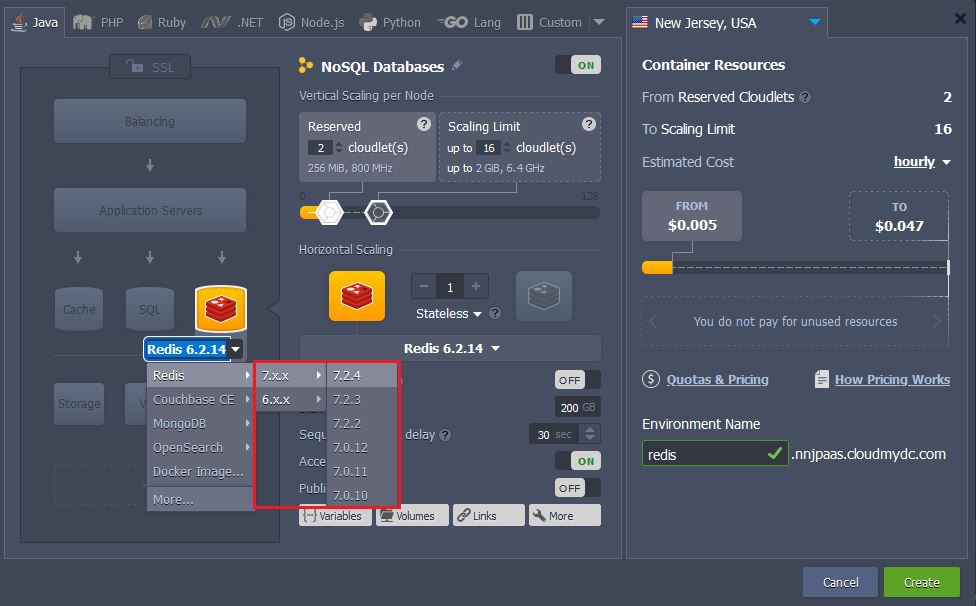 Java
PHP
Ruby
.NET
Node.js
Python
GO Lang
Custom
New Jersey, USA
SSL
Balancing
Application Servers
Cache
SQL
Storage
V
Redis 6.2.14
Redis
Couchbase CE
MongoDB
OpenSearch
Docker Image...
More...
7.x.x
6.x.x
7.2.4
7.2.3
7.2.2
7.0.12
7.0.11
7.0.10
NoSQL Databases
ON
Vertical Scaling per Node
Reserved ?
2 cloudlet(s)
256 MiB, 800 MHz
Scaling Limit ?
up to 16 cloudlet(s)
up to 2 GiB, 6.4 GHz
0
128
Horizontal Scaling
1
Stateless ?
Redis 6.2.14
OFF
200 GB
Sequ
delay ?
30 sec
Acce
ON
Publi
OFF
Variables
Volumes
Links
More
Container Resources
From Reserved Cloudlets ? 2
To Scaling Limit 16
Estimated Cost hourly
FROM
$0.005
TO
$0.047
You do not pay for unused resources
$ Quotas & Pricing
How Pricing Works
Environment Name
redis .nnjpaas.cloudmydc.com
Cancel
Create